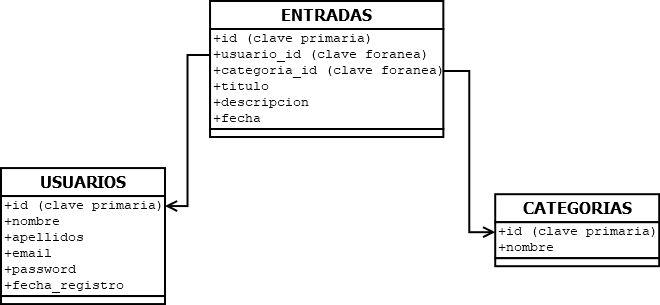 ENTRADAS
+id (clave primaria)
+usuario_id (clave foranea)
+categoria_id (clave foranea)
+titulo
+descripcion
+fecha
USUARIOS
+id (clave primaria)
+nombre
+apellidos
+email
+password
+fecha_registro
CATEGORIAS
+id (clave primaria)
+nombre